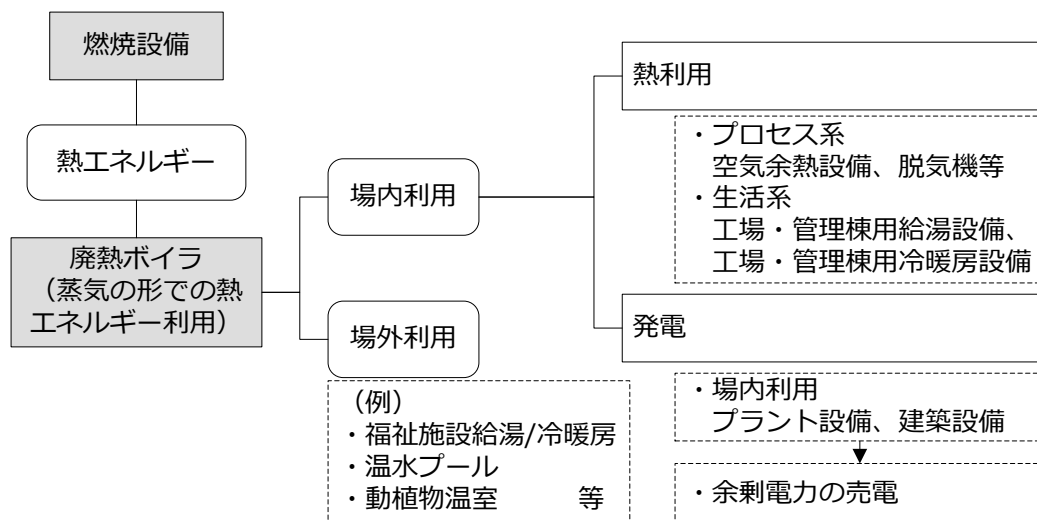 燃焼設備
熱エネルギー
廃熱ボイラ
（蒸気の形での熱
エネルギー利用）
場内利用
場外利用
（例）
・福祉施設給湯/冷暖房
・温水プール
・動植物温室　　　等
熱利用
・プロセス系
空気余熱設備、脱気機等
・生活系
工場・管理棟用給湯設備、
工場・管理棟用冷暖房設備
発電
・場内利用
プラント設備、建築設備
・余剰電力の売電